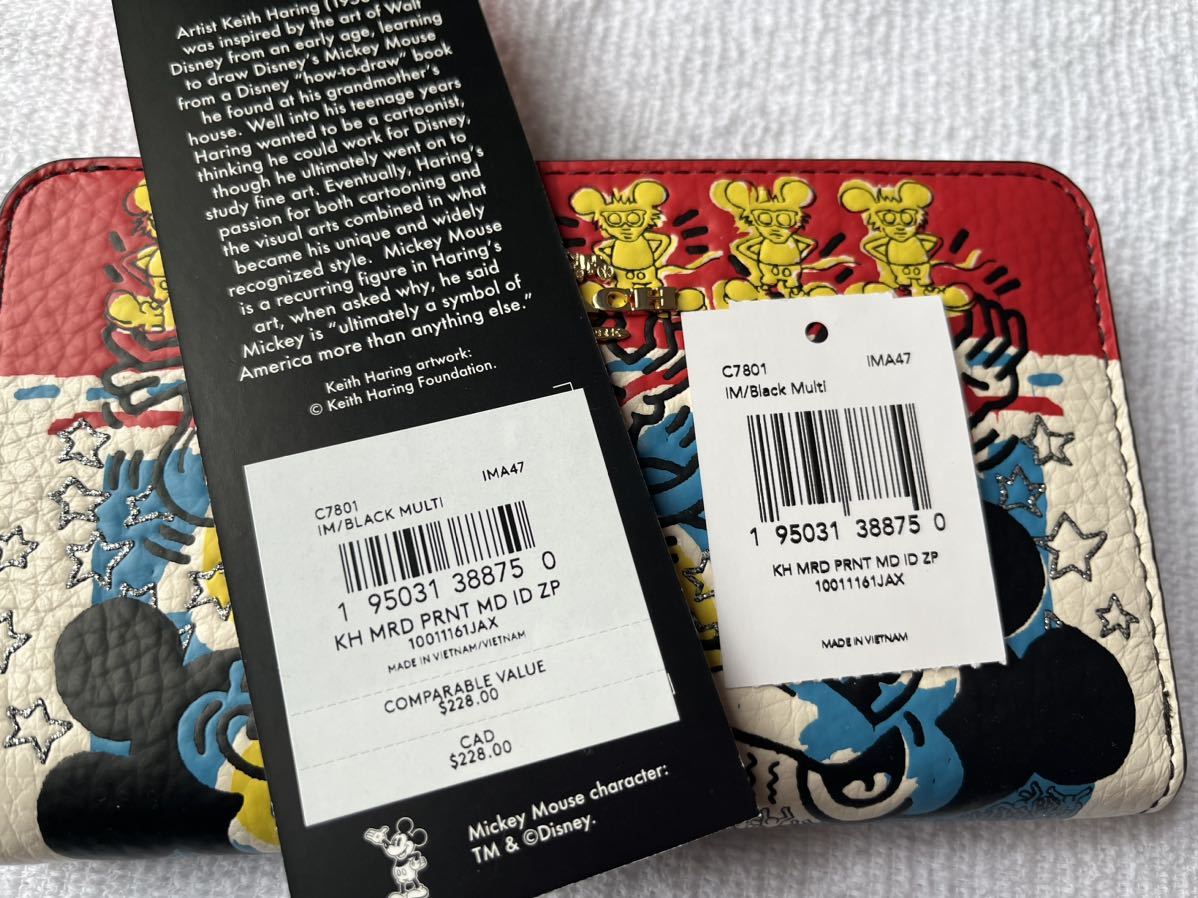 Artist Keith Haring
was inspired by the art of Walt
Disney from an early age, learning
to draw Disney's Mickey Mouse
from a Disney "how-to-draw" book
he found at his grandmother's
house. Well into his teenage years
Haring wanted to be a cartoonist,
thinking he could work for Disney,
though he ultimately went on to
study fine art. Eventually, Haring's
passion for both cartooning and
the visual arts combined in what
became his unique and widely
recognized style. Mickey Mouse
is a recurring figure in Haring's
art, when asked why, he said
Mickey is "ultimately a symbol of
America more than anything else."
Keith Haring artwork:
© Keith Haring Foundation.
C7801 IMA47
IM/BLACK MULTI
1 95031 38875 0
KH MRD PRNT MD ID ZP
10011161JAX
MADE IN VIETNAM/VIETNAM
COMPARABLE VALUE
$228.00
CAD
$228.00
Mickey Mouse character:
TM & ©Disney.
CH
C7801 IMA47
IM/Black Multi
1 95031 38875 0
KH MRD PRNT MD ID ZP
10011161JAX
MADE IN VIETNAM